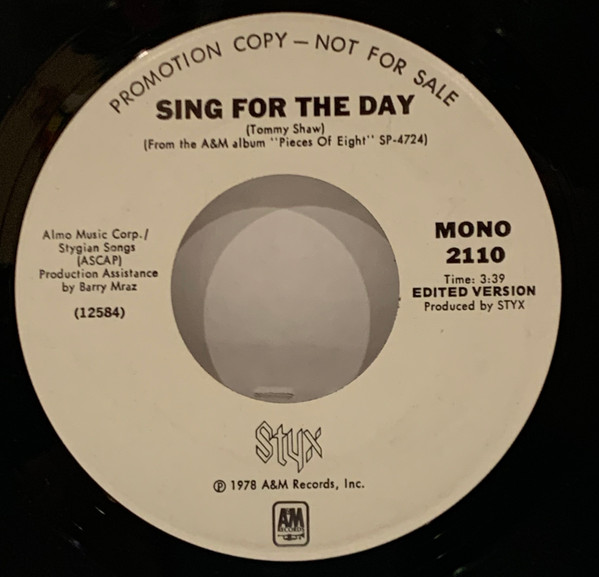 PROMOTION COPY — NOT FOR SALE
SING FOR THE DAY
(Tommy Shaw)
(From the A&M album "Pieces Of Eight" SP-4724)
Almo Music Corp./
Stygian Songs
(ASCAP)
Production Assistance
by Barry Mraz
(12584)
MONO
2110
Time: 3:39
EDITED VERSION
Produced by STYX
Styx
℗ 1978 A&M Records, Inc.
A&M
RECORDS